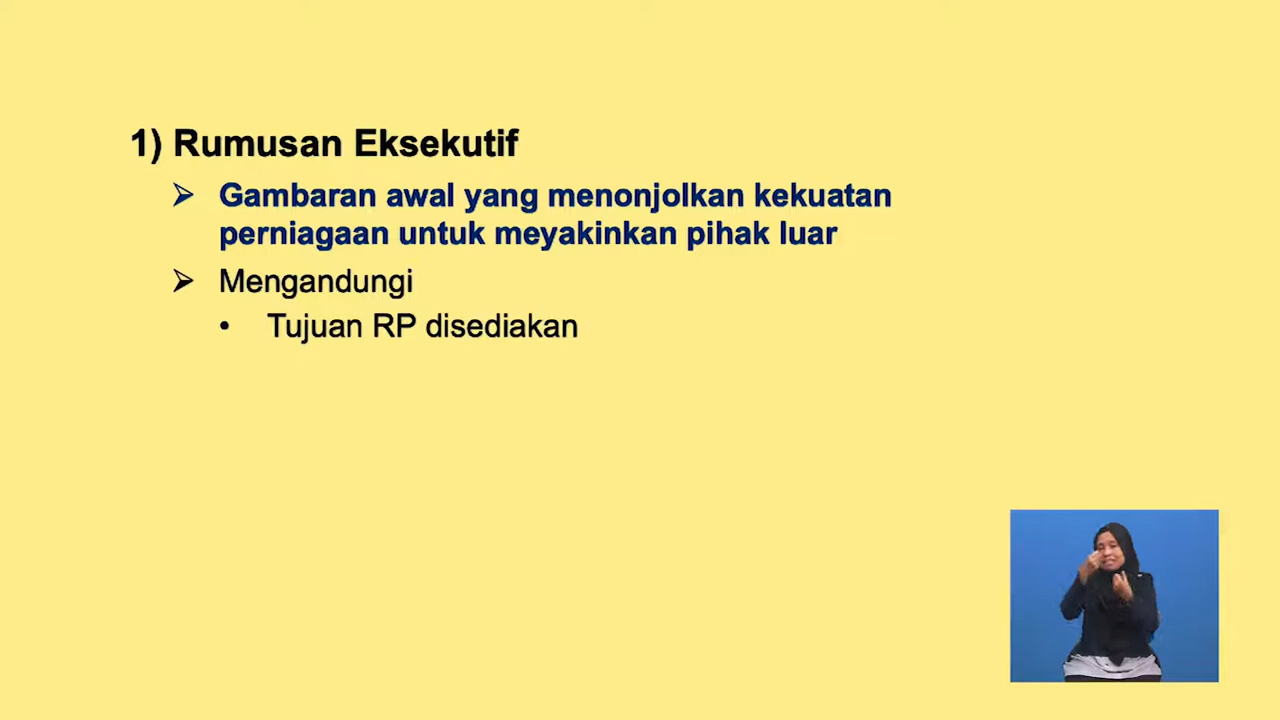 1) Rumusan Eksekutif
➢ Gambaran awal yang menonjolkan kekuatan
perniagaan untuk meyakinkan pihak luar
➢ Mengandungi
• Tujuan RP disediakan